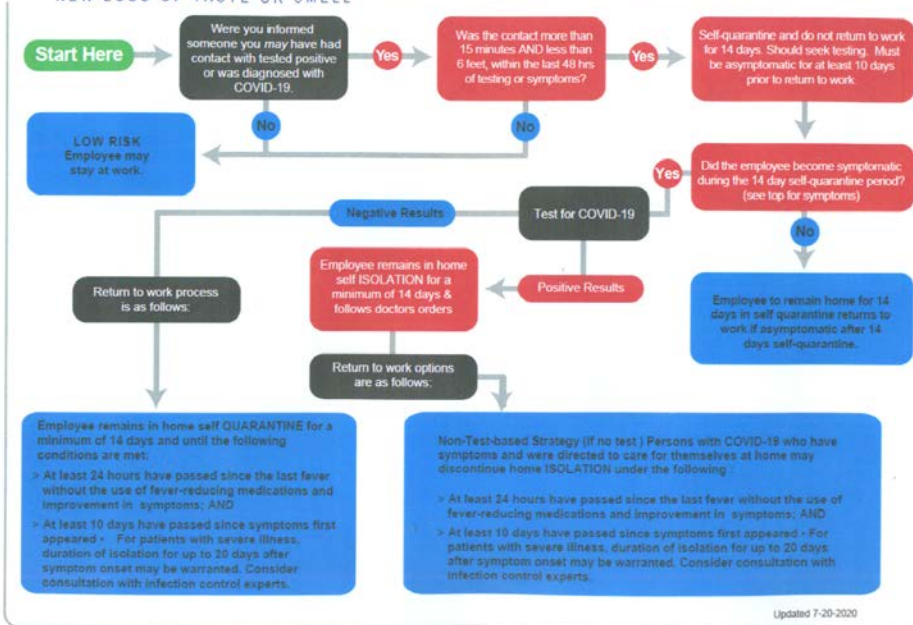 NEW LOSS OF TASTE OR SMELL
Start Here
Were you informed
someone you may have had
contact with tested positive
or was diagnosed with
COVID-19.
Yes
Was the contact more than
15 minutes AND less than
6 feet, within the last 48 hrs
of testing or symptoms?
Yes
Self-quarantine and do not return to work
for 14 days. Should seek testing. Must
be asymptomatic for at least 10 days
prior to return to work
No
No
LOW RISK
Employee may
stay at work.
Did the employee become symptomatic
during the 14 day self-quarantine period?
(see top for symptoms)
Yes
No
Test for COVID-19
Negative Results
Positive Results
Employee remains in home
self ISOLATION for a
minimum of 14 days &
follows doctors orders
Return to work process
is as follows:
Employee to remain home for 14
days in self quarantine returns to
work if asymptomatic after 14
days self-quarantine.
Return to work options
are as follows:
Employee remains in home self QUARANTINE for a
minimum of 14 days and until the following
conditions are met:
> At least 24 hours have passed since the last fever
without the use of fever-reducing medications and
improvement in symptoms; AND
> At least 10 days have passed since symptoms first
appeared - For patients with severe illness,
duration of isolation for up to 20 days after
symptom onset may be warranted. Consider
consultation with infection control experts.
Non-Test-based Strategy (if no test ) Persons with COVID-19 who have
symptoms and were directed to care for themselves at home may
discontinue home ISOLATION under the following :
> At least 24 hours have passed since the last fever without the use of
fever-reducing medications and improvement in symptoms; AND
> At least 10 days have passed since symptoms first appeared - For
patients with severe illness, duration of isolation for up to 20 days
after symptom onset may be warranted. Consider consultation with
infection control experts.
Updated 7-20-2020